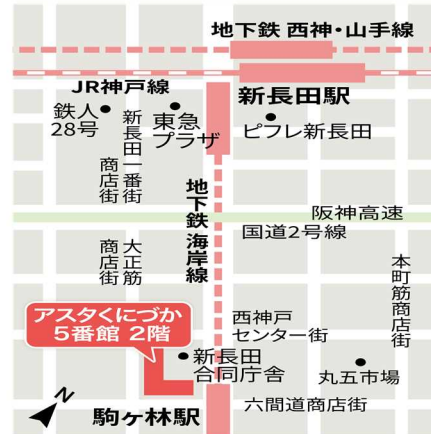 地下鉄 西神・山手線
JR神戸線
新長田駅
鉄人
28号
東急
プラザ
ピフレ新長田
新長田一番街
商店街
地下鉄 海岸線
阪神高速
国道2号線
大正筋
商店街
本町筋商店街
アスタくにづか
5番館 2階
西神戸
センター街
新長田
合同庁舎
丸五市場
六間道商店街
駒ヶ林駅
N